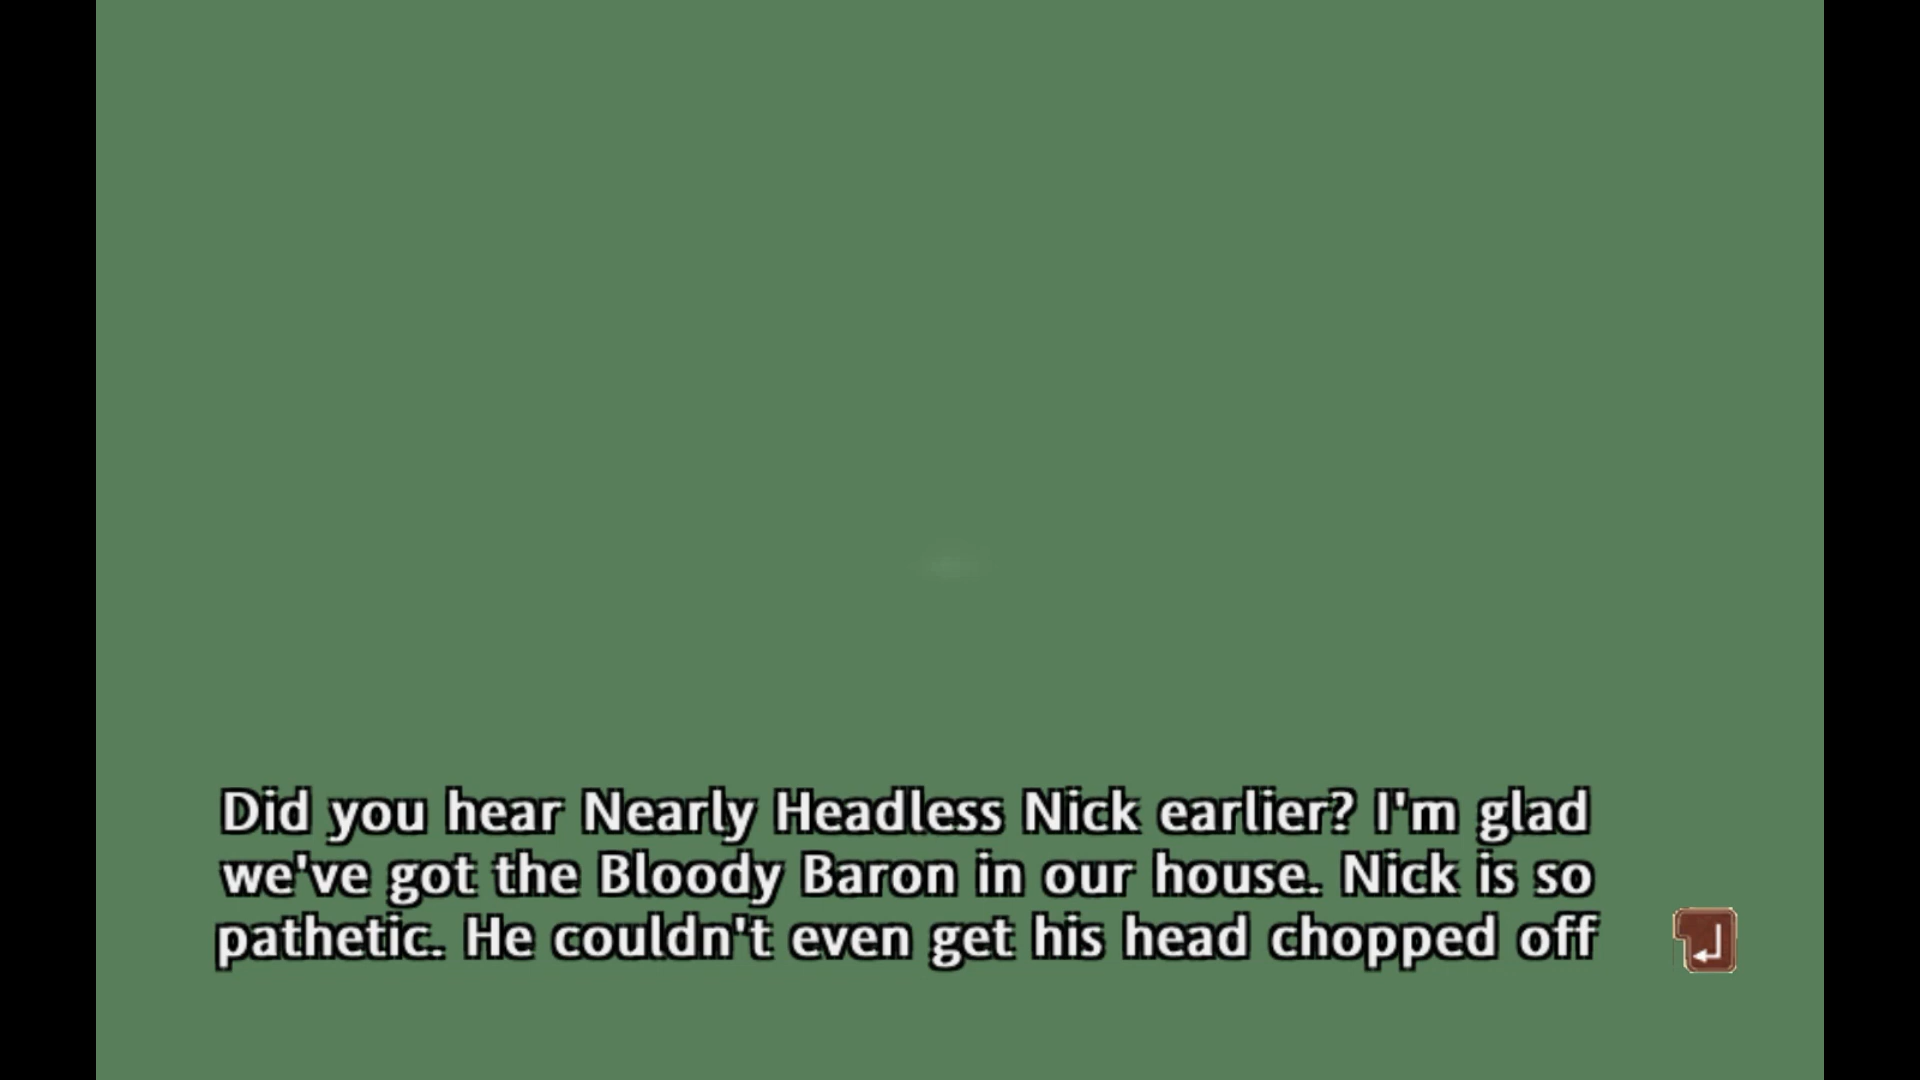 Did you hear Nearly Headless Nick earlier? I'm glad
we've got the Bloody Baron in our house. Nick is so
pathetic. He couldn't even get his head chopped off